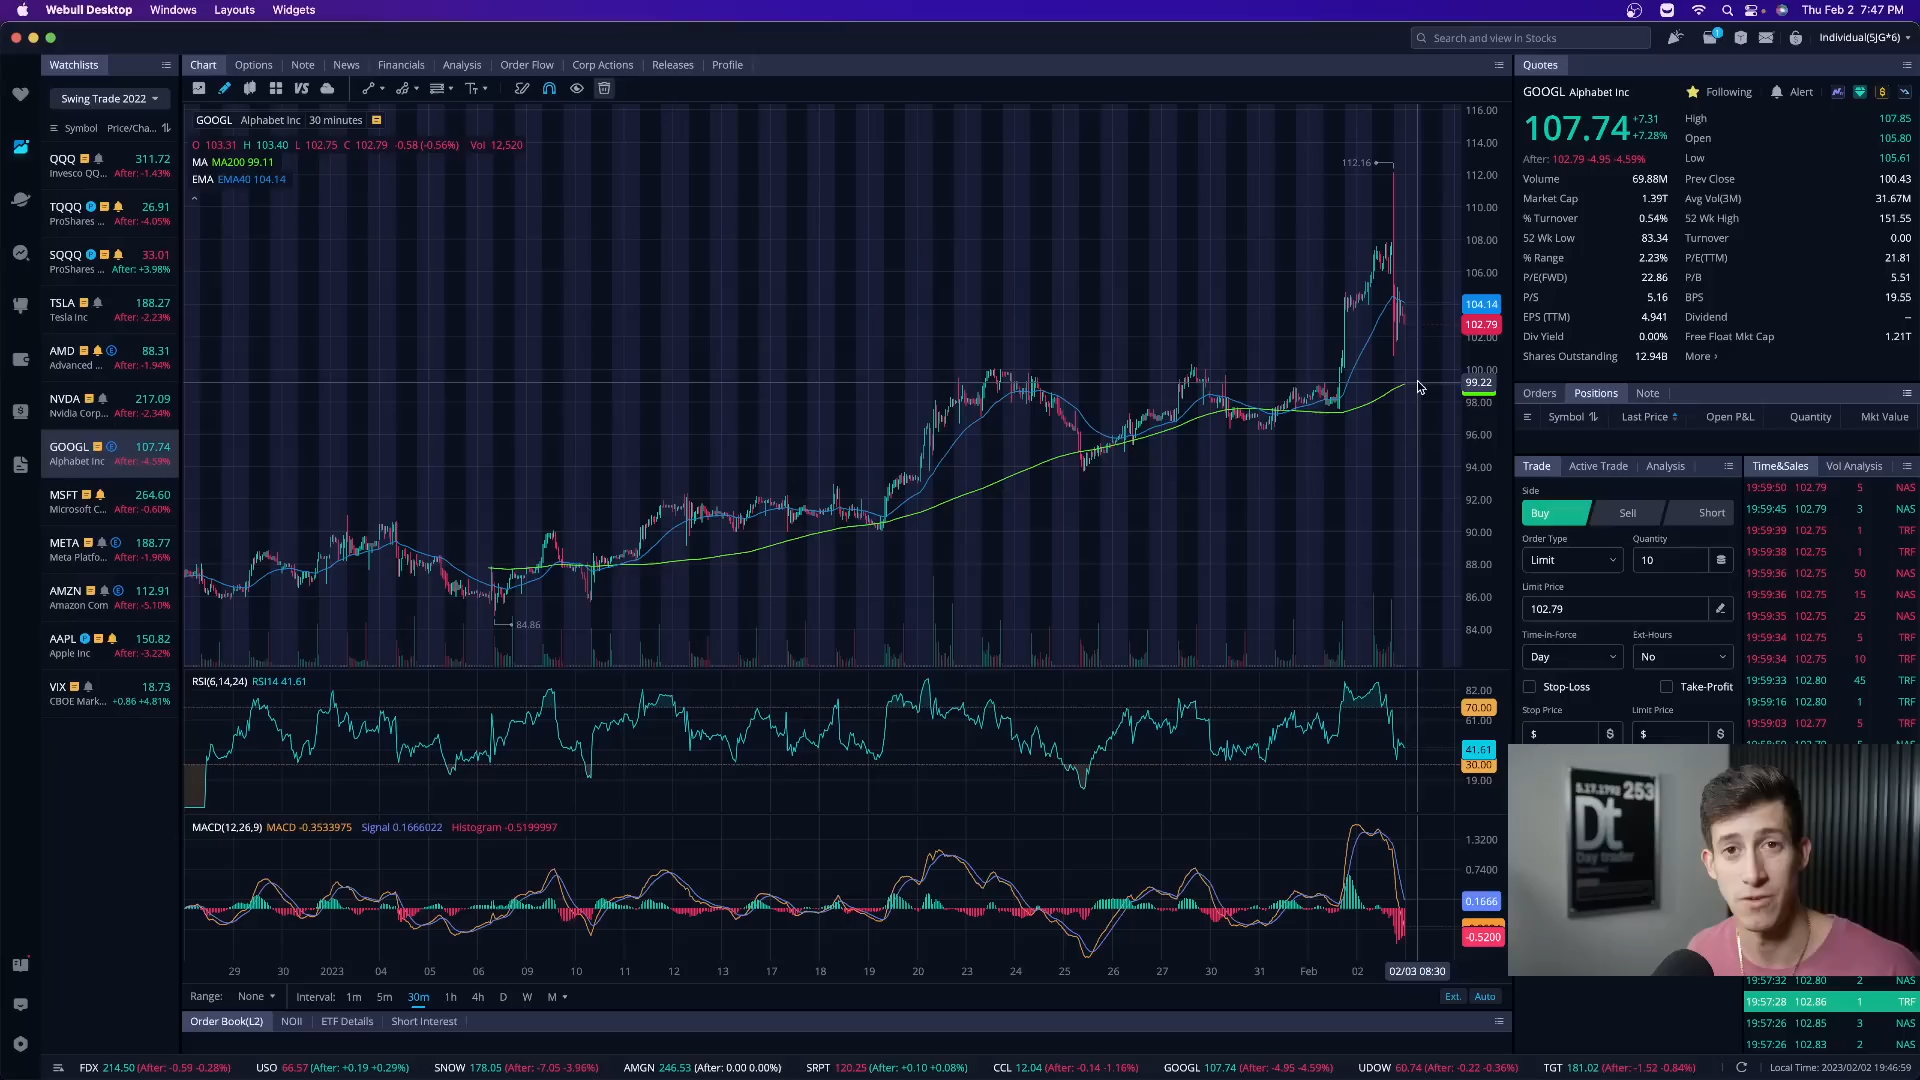 Webull Desktop Windows Layouts Widgets Thu Feb 2 7:47 PM
Search and view in Stocks 1 Individual(5JG*6)
Watchlists
Swing Trade 2022
Symbol Price/Cha...
QQQ 311.72
Invesco QQ... After: -1.43%
TQQQ 26.91
ProShares ... After: -4.05%
SQQQ 33.01
ProShares ... After: +3.98%
TSLA 188.27
Tesla Inc After: -2.23%
AMD 88.31
Advanced ... After: -1.94%
NVDA 217.09
Nvidia Corp... After: -2.34%
GOOGL 107.74
Alphabet Inc After: -4.59%
MSFT 264.60
Microsoft C... After: -0.60%
META 188.77
Meta Platfo... After: -1.96%
AMZN 112.91
Amazon Com After: -5.10%
AAPL 150.82
Apple Inc After: -3.22%
VIX 18.73
CBOE Mark... +0.86 +4.81%
Chart Options Note News Financials Analysis Order Flow Corp Actions Releases Profile
VS
GOOGL Alphabet Inc 30 minutes
O 103.31 H 103.40 L 102.75 C 102.79 -0.58 (-0.56%) Vol 12,520
MA MA200 99.11
EMA EMA40 104.14
112.16
84.86
116.00
114.00
112.00
110.00
108.00
106.00
104.14
102.79
102.00
100.00
99.22
98.00
96.00
94.00
92.00
90.00
88.00
86.00
84.00
RSI(6,14,24) RSI14 41.61
82.00
70.00
61.00
41.61
30.00
19.00
MACD(12,26,9) MACD -0.3533975 Signal 0.1666022 Histogram -0.5199997
1.3200
0.7400
0.1666
-0.5200
29 30 2023 04 05 06 09 10 11 12 13 17 18 19 20 23 24 25 26 27 30 31 Feb 02 02/03 08:30
Range: None Interval: 1m 5m 30m 1h 4h D W M Ext. Auto
Order Book(L2) NOII ETF Details Short Interest
Quotes
GOOGL Alphabet Inc Following Alert
107.74 +7.31
+7.28%
After: 102.79 -4.95 -4.59%
High 107.85
Open 105.80
Low 105.61
Volume 69.88M Prev Close 100.43
Market Cap 1.39T Avg Vol(3M) 31.67M
% Turnover 0.54% 52 Wk High 151.55
52 Wk Low 83.34 Turnover 0.00
% Range 2.23% P/E(TTM) 21.81
P/E(FWD) 22.86 P/B 5.51
P/S 5.16 BPS 19.55
EPS (TTM) 4.941 Dividend --
Div Yield 0.00% Free Float Mkt Cap 1.21T
Shares Outstanding 12.94B More ›
Orders Positions Note
Symbol Last Price Open P&L Quantity Mkt Value
Trade Active Trade Analysis
Side
Buy Sell Short
Order Type Quantity
Limit 10
Limit Price
102.79
Time-in-Force Ext-Hours
Day No
Stop-Loss Take-Profit
Stop Price Limit Price
$ $ $ $
Time&Sales Vol Analysis
19:59:50 102.79 5 NAS
19:59:45 102.79 3 NAS
19:59:39 102.75 1 TRF
19:59:38 102.75 1 TRF
19:59:36 102.75 50 NAS
19:59:36 102.75 15 NAS
19:59:35 102.75 25 NAS
19:59:34 102.75 5 TRF
19:59:34 102.75 10 TRF
19:59:33 102.80 45 TRF
19:59:16 102.80 1 TRF
19:59:03 102.77 5 TRF
5.17.1792 253
Dt
Day trader
19:57:32 102.80 2 NAS
19:57:28 102.86 1 TRF
19:57:26 102.85 3 NAS
19:57:26 102.83 2 NAS
FDX 214.50 (After: -0.59 -0.28%) USO 66.57 (After: +0.19 +0.29%) SNOW 178.05 (After: -7.05 -3.96%) AMGN 246.53 (After: 0.00 0.00%) SRPT 120.25 (After: +0.10 +0.08%) CCL 12.04 (After: -0.14 -1.16%) GOOGL 107.74 (After: -4.95 -4.59%) UDOW 60.74 (After: -0.22 -0.36%) TGT 181.02 (After: -1.52 -0.84%) Local Time: 2023/02/02 19:46:59